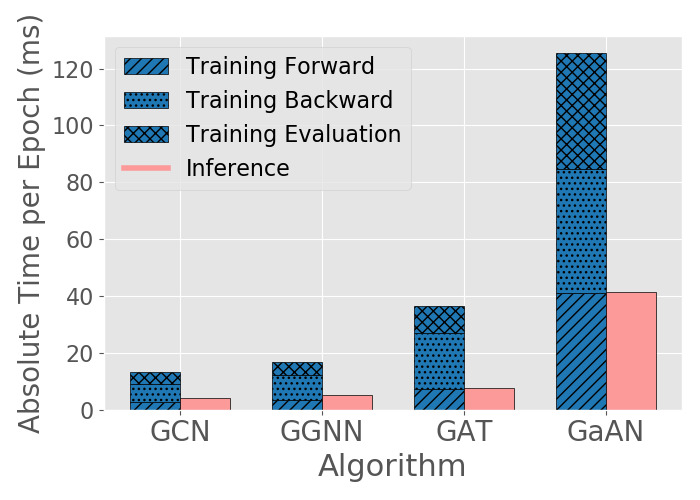 Absolute Time per Epoch (ms)
120
100
80
60
40
20
0
Training Forward
Training Backward
Training Evaluation
Inference
GCN GGNN GAT GaAN
Algorithm